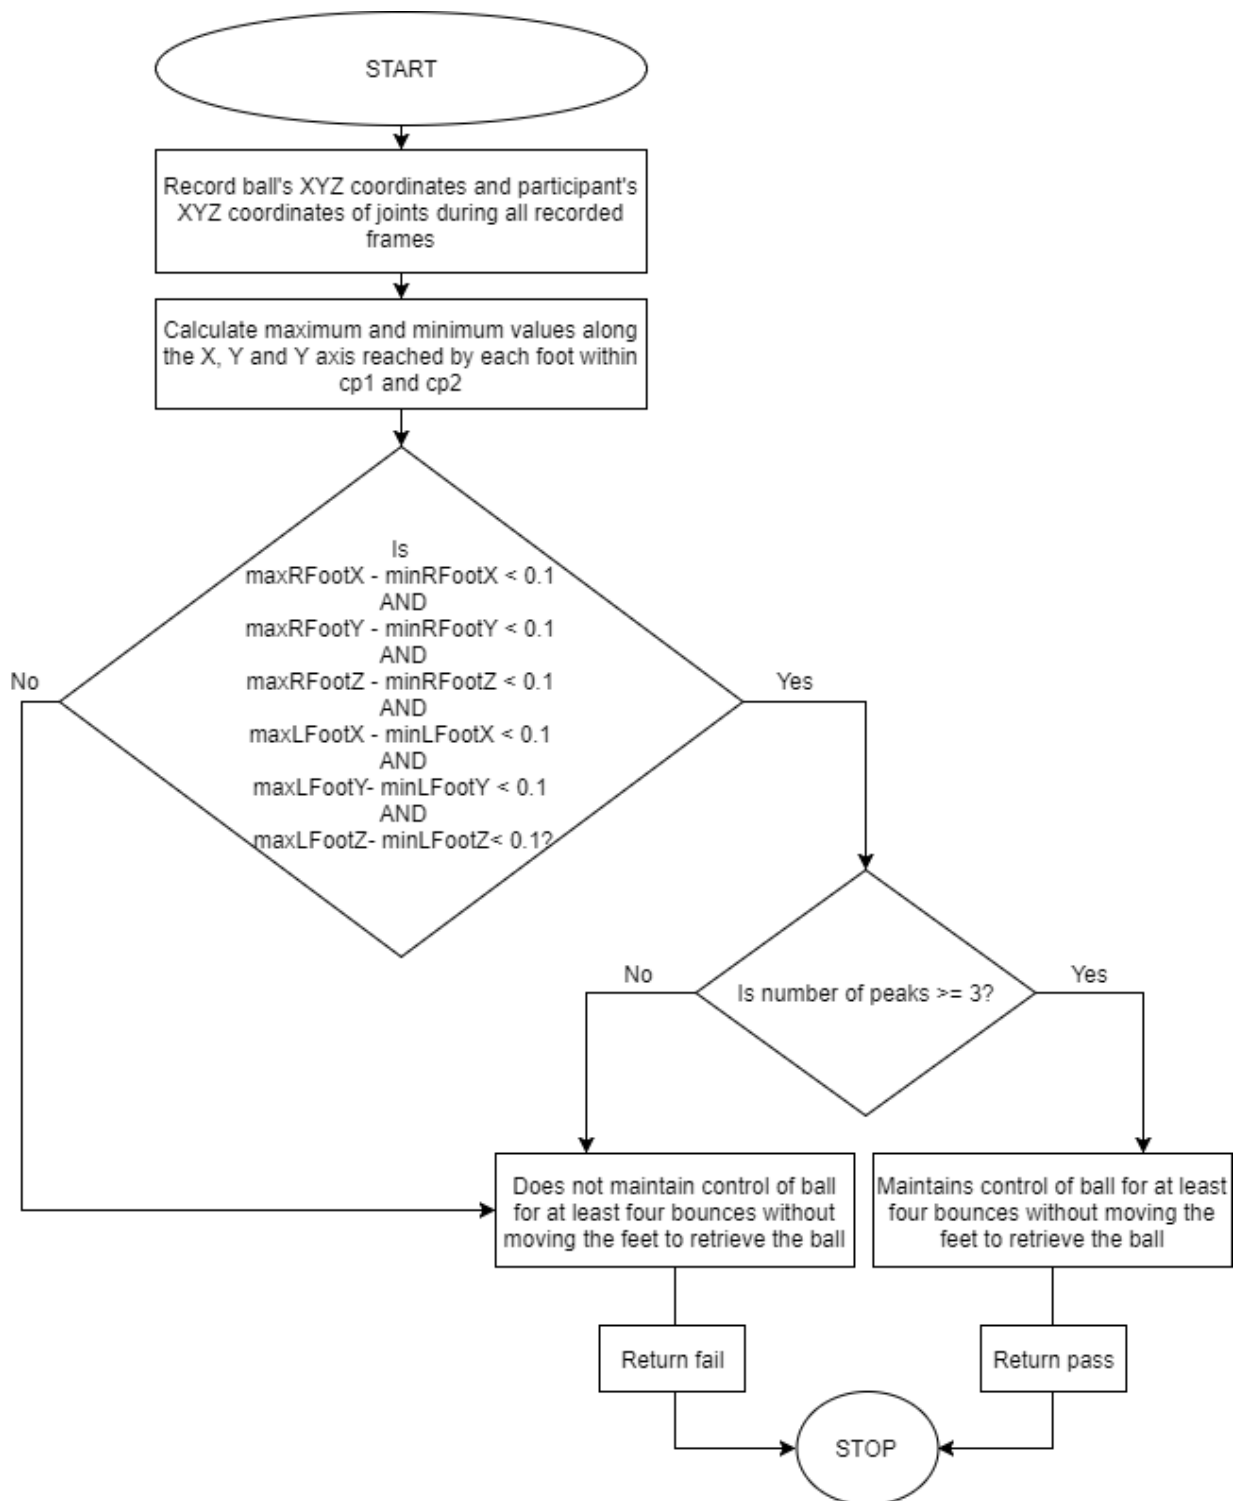 START
Record ball's XYZ coordinates and participant's
XYZ coordinates of joints during all recorded
frames
Calculate maximum and minimum values along
the X, Y and Y axis reached by each foot within
cp1 and cp2
Is
maxRFootX - minRFootX < 0.1
AND
maxRFootY - minRFootY < 0.1
AND
maxRFootZ - minRFootZ < 0.1
AND
maxLFootX - minLFootX < 0.1
AND
maxLFootY- minLFootY < 0.1
AND
maxLFootZ- minLFootZ< 0.1?
No
Yes
Is number of peaks >= 3?
No
Yes
Does not maintain control of ball
for at least four bounces without
moving the feet to retrieve the ball
Maintains control of ball for at least
four bounces without moving the
feet to retrieve the ball
Return fail
Return pass
STOP